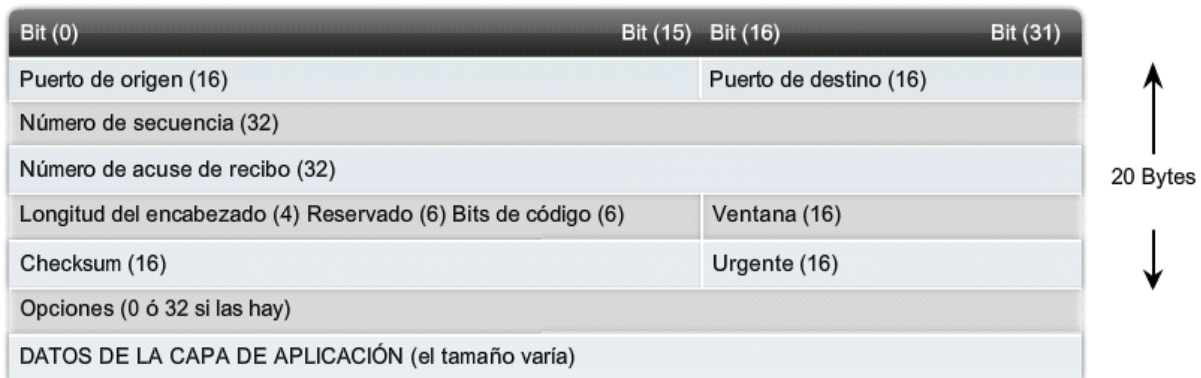 Bit (0) Bit (15) Bit (16) Bit (31)
Puerto de origen (16) Puerto de destino (16)
Número de secuencia (32)
Número de acuse de recibo (32)
20 Bytes
Longitud del encabezado (4) Reservado (6) Bits de código (6) Ventana (16)
Checksum (16) Urgente (16)
Opciones (0 ó 32 si las hay)
DATOS DE LA CAPA DE APLICACIÓN (el tamaño varía)